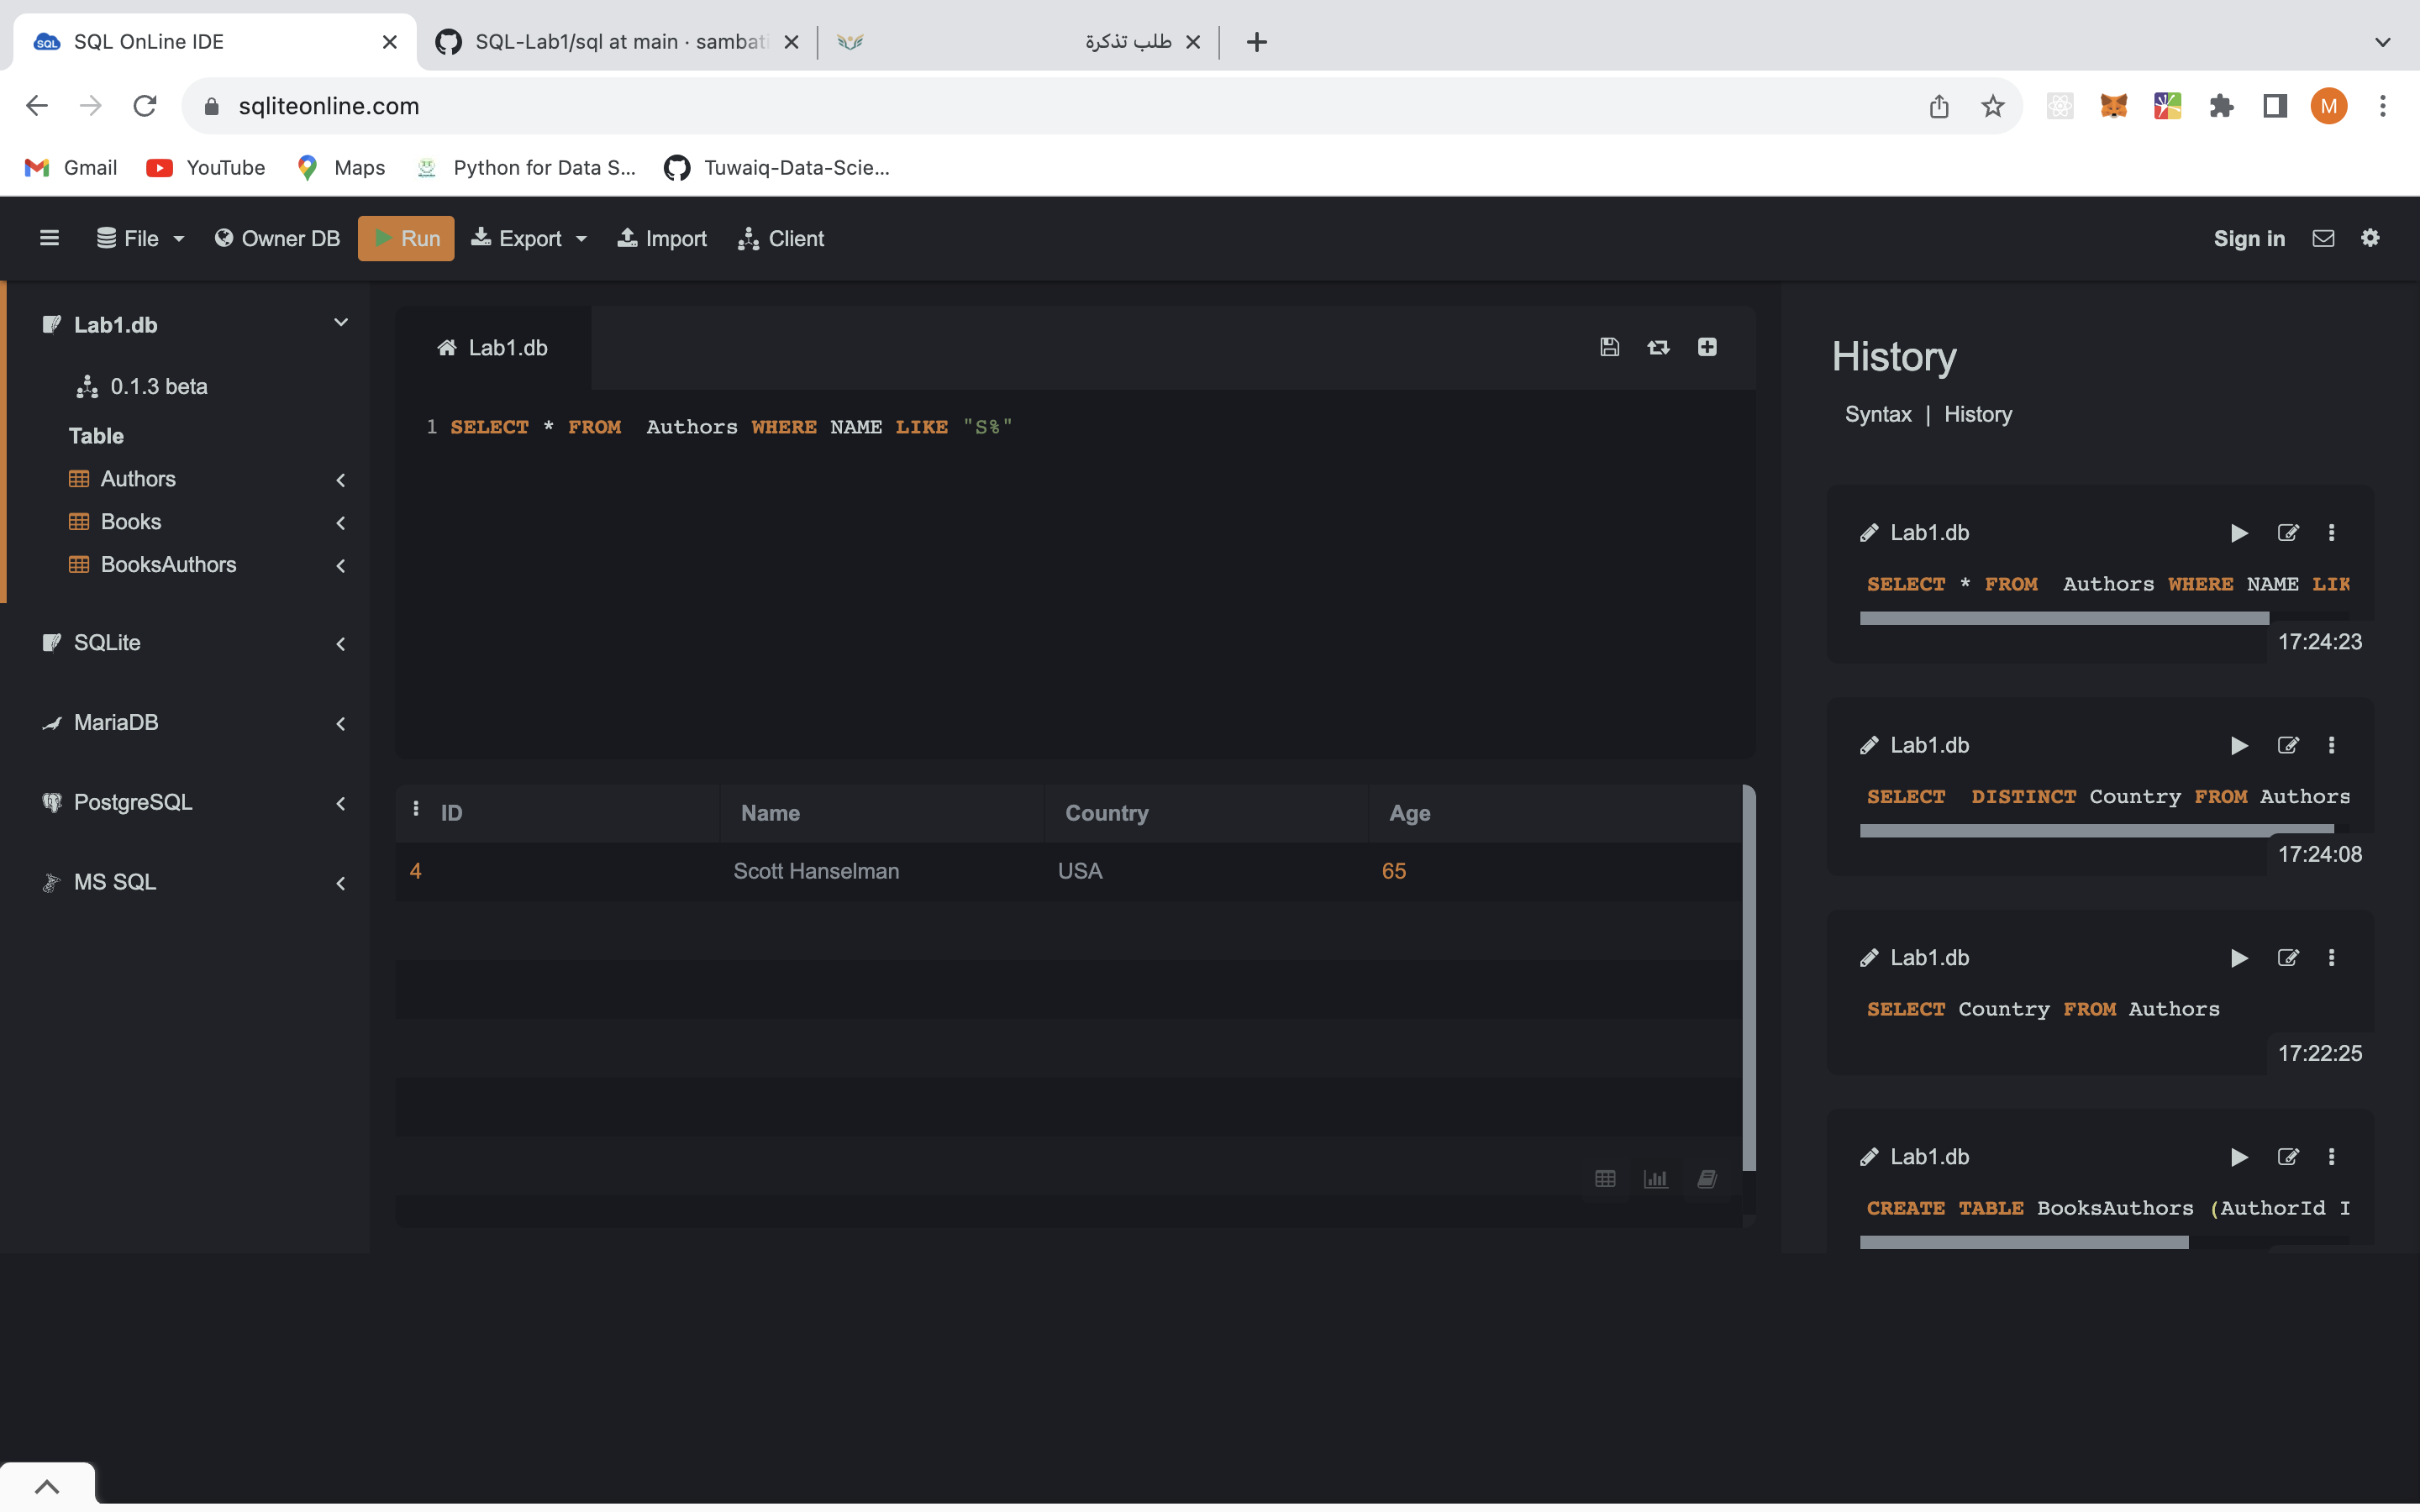 SQL OnLine IDE
SQL-Lab1/sql at main · sambati
طلب تذكرة
sqliteonline.com
M
Gmail
YouTube
Maps
Python for Data S...
Tuwaiq-Data-Scie...
File
Owner DB
Run
Export
Import
Client
Sign in
Lab1.db
0.1.3 beta
Table
Authors
Books
BooksAuthors
SQLite
MariaDB
PostgreSQL
MS SQL
Lab1.db
1 SELECT * FROM  Authors WHERE NAME LIKE "S%"
ID Name Country Age
4 Scott Hanselman USA 65
History
Syntax | History
Lab1.db
SELECT * FROM  Authors WHERE NAME LIK
17:24:23
Lab1.db
SELECT  DISTINCT Country FROM Authors
17:24:08
Lab1.db
SELECT Country FROM Authors
17:22:25
Lab1.db
CREATE TABLE BooksAuthors (AuthorId I